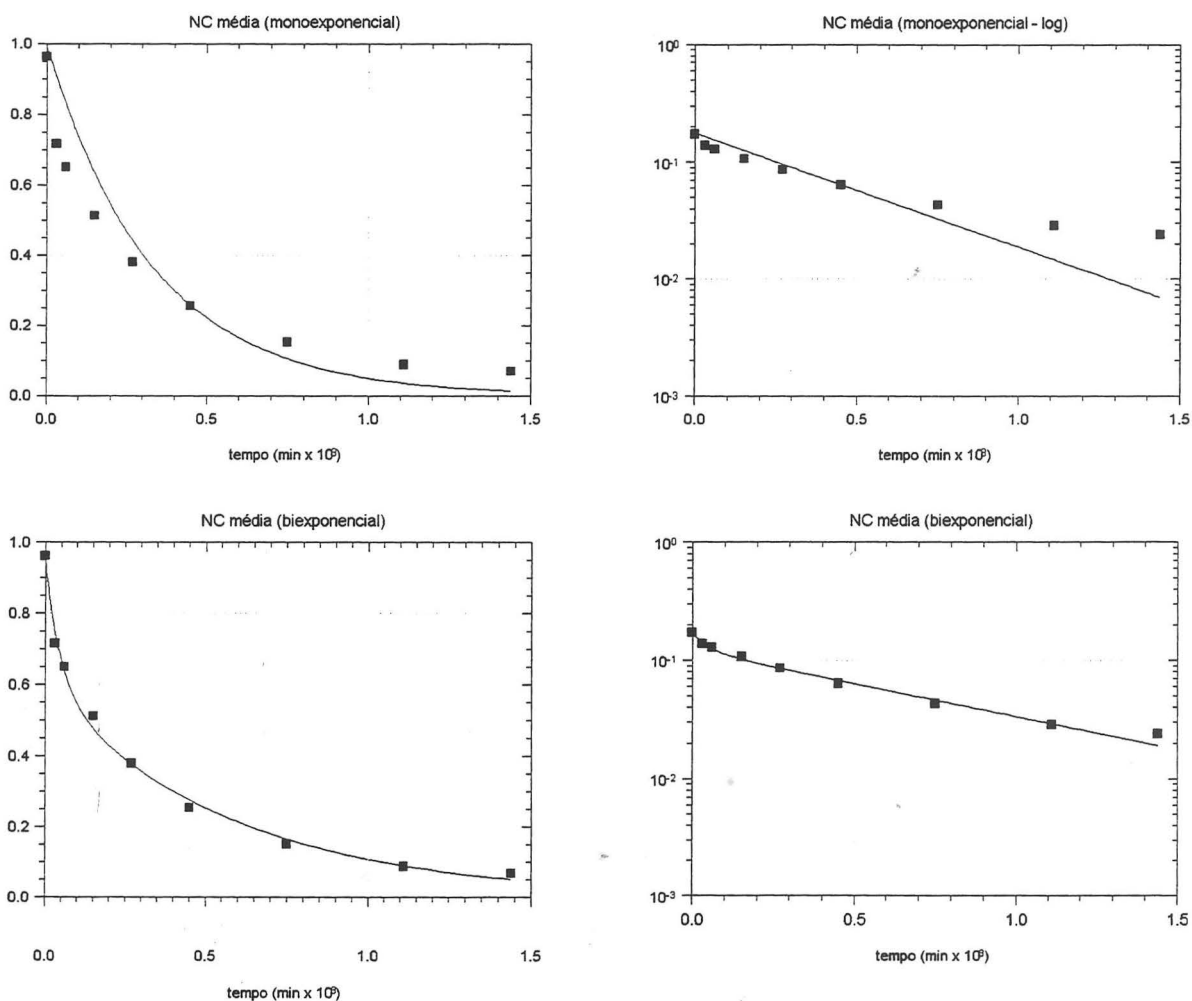 NC média (monoexponencial)
1.0
0.8
0.6
0.4
0.2
0.0
0.0 0.5 1.0 1.5
tempo (min x 10³)
NC média (monoexponencial - log)
10⁰
10⁻¹
10⁻²
10⁻³
0.0 0.5 1.0 1.5
tempo (min x 10³)
NC média (biexponencial)
1.0
0.8
0.6
0.4
0.2
0.0
0.0 0.5 1.0 1.5
tempo (min x 10³)
NC média (biexponencial)
10⁰
10⁻¹
10⁻²
10⁻³
0.0 0.5 1.0 1.5
tempo (min x 10³)